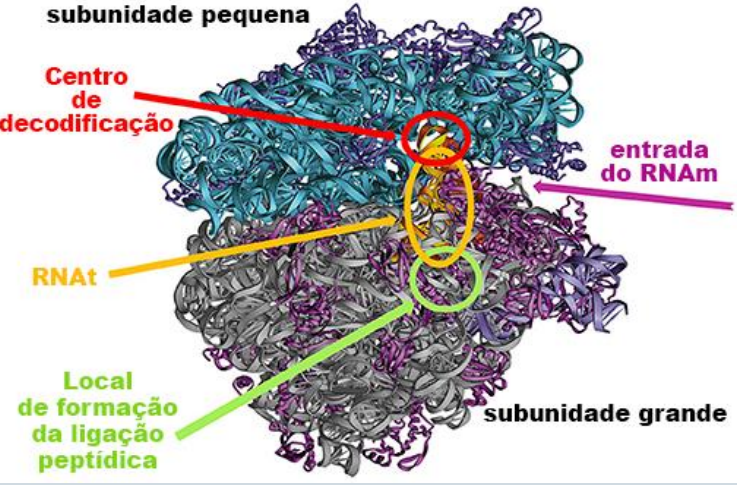 subunidade pequena
Centro
de
decodificação
entrada
do RNAm
RNAt
Local
de formação
da ligação
peptídica
subunidade grande